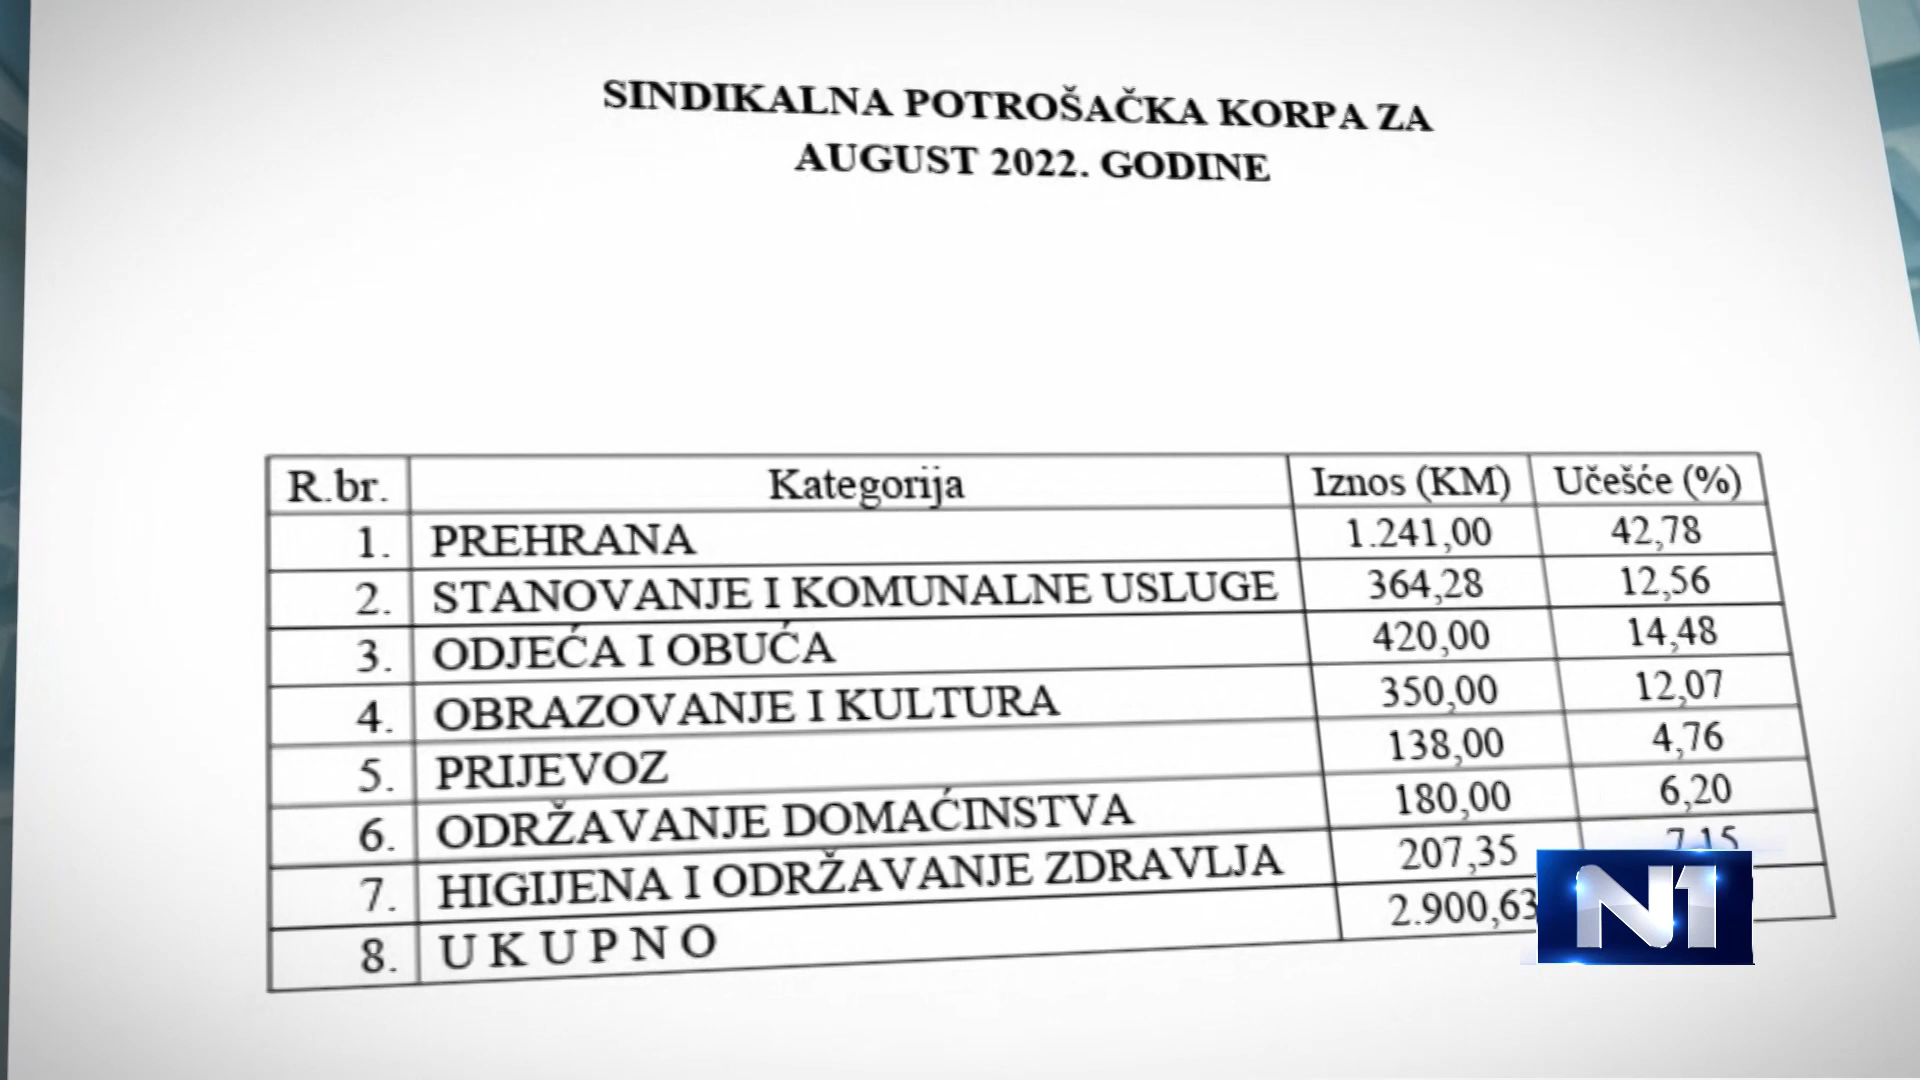 SINDIKALNA POTROŠAČKA KORPA ZA
AUGUST 2022. GODINE
R.br. Kategorija Iznos (KM) Učešće (%)
1. PREHRANA 1.241,00 42,78
2. STANOVANJE I KOMUNALNE USLUGE 364,28 12,56
3. ODJEĆA I OBUĆA 420,00 14,48
4. OBRAZOVANJE I KULTURA 350,00 12,07
5. PRIJEVOZ 138,00 4,76
6. ODRŽAVANJE DOMAĆINSTVA 180,00 6,20
7. HIGIJENA I ODRŽAVANJE ZDRAVLJA 207,35 7,15
8. U K U P N O 2.900,63
N1